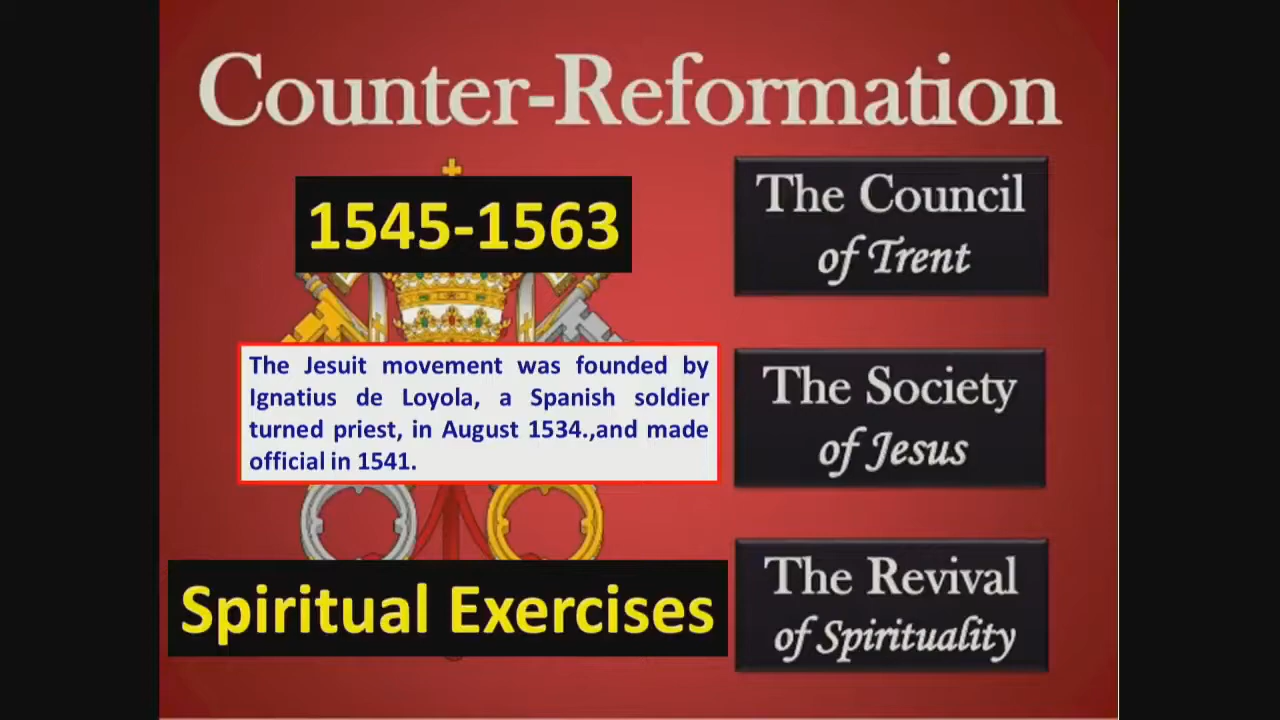 Counter-Reformation
1545-1563
The Council
of Trent
The Jesuit movement was founded by
Ignatius de Loyola, a Spanish soldier
turned priest, in August 1534.,and made
official in 1541.
The Society
of Jesus
Spiritual Exercises
The Revival
of Spirituality